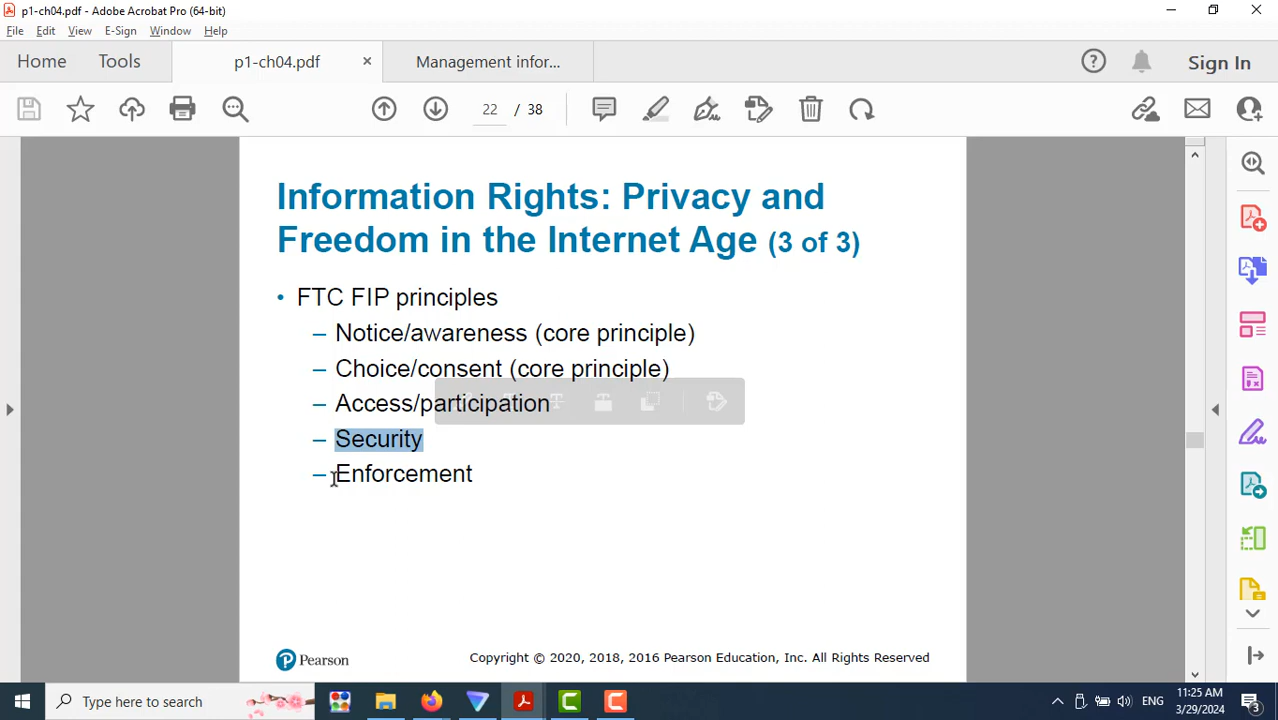 p1-ch04.pdf - Adobe Acrobat Pro (64-bit)
File Edit View E-Sign Window Help
Home Tools p1-ch04.pdf × Management infor... Sign In
22 / 38
Information Rights: Privacy and
Freedom in the Internet Age (3 of 3)
• FTC FIP principles
– Notice/awareness (core principle)
– Choice/consent (core principle)
– Access/participation
– Security
– Enforcement
Pearson
Copyright © 2020, 2018, 2016 Pearson Education, Inc. All Rights Reserved
Type here to search
ENG
11:25 AM
3/29/2024
3